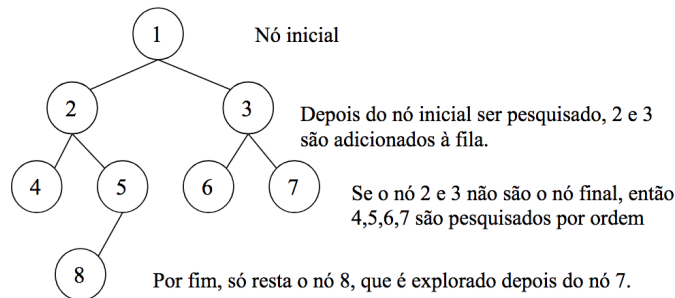 1
Nó inicial
2
3
Depois do nó inicial ser pesquisado, 2 e 3
são adicionados à fila.
4
5
6
7
Se o nó 2 e 3 não são o nó final, então
4,5,6,7 são pesquisados por ordem
8
Por fim, só resta o nó 8, que é explorado depois do nó 7.